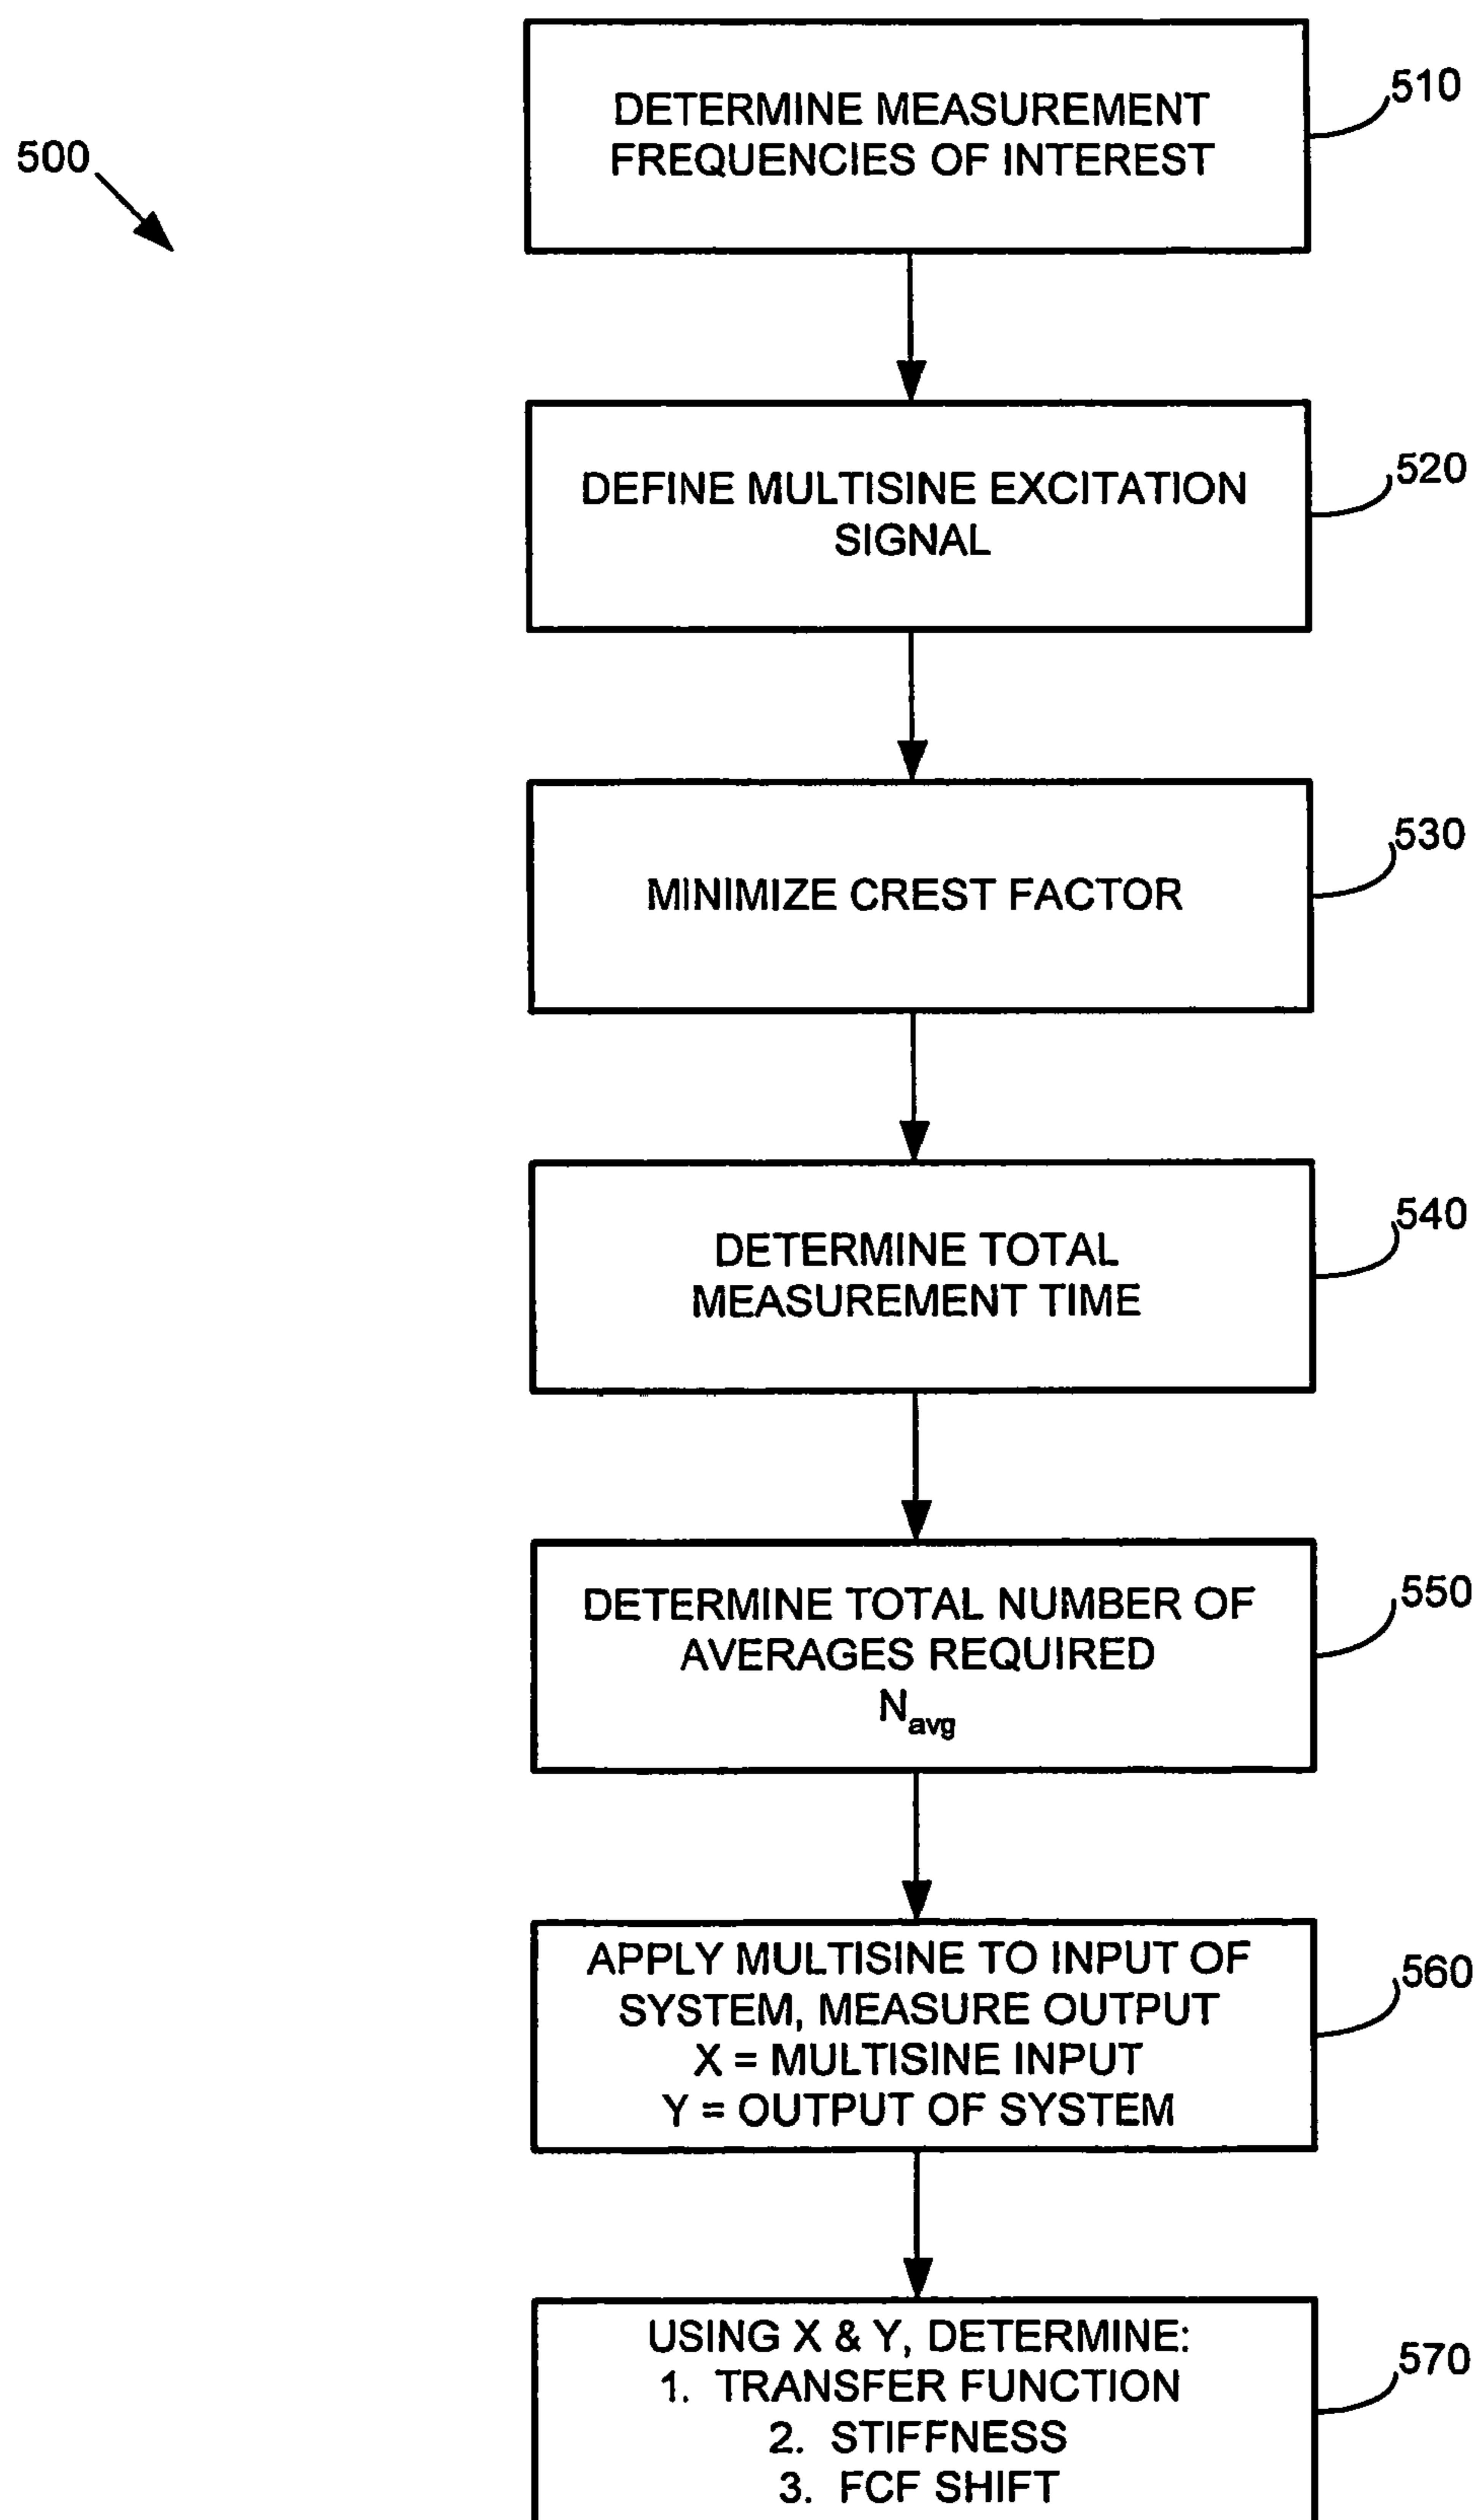 500
DETERMINE MEASUREMENT
FREQUENCIES OF INTEREST
510
DEFINE MULTISINE EXCITATION
SIGNAL
520
MINIMIZE CREST FACTOR
530
DETERMINE TOTAL
MEASUREMENT TIME
540
DETERMINE TOTAL NUMBER OF
AVERAGES REQUIRED
Navg
550
APPLY MULTISINE TO INPUT OF
SYSTEM, MEASURE OUTPUT
X = MULTISINE INPUT
Y = OUTPUT OF SYSTEM
560
USING X & Y, DETERMINE:
1. TRANSFER FUNCTION
2. STIFFNESS
3. FCF SHIFT
570